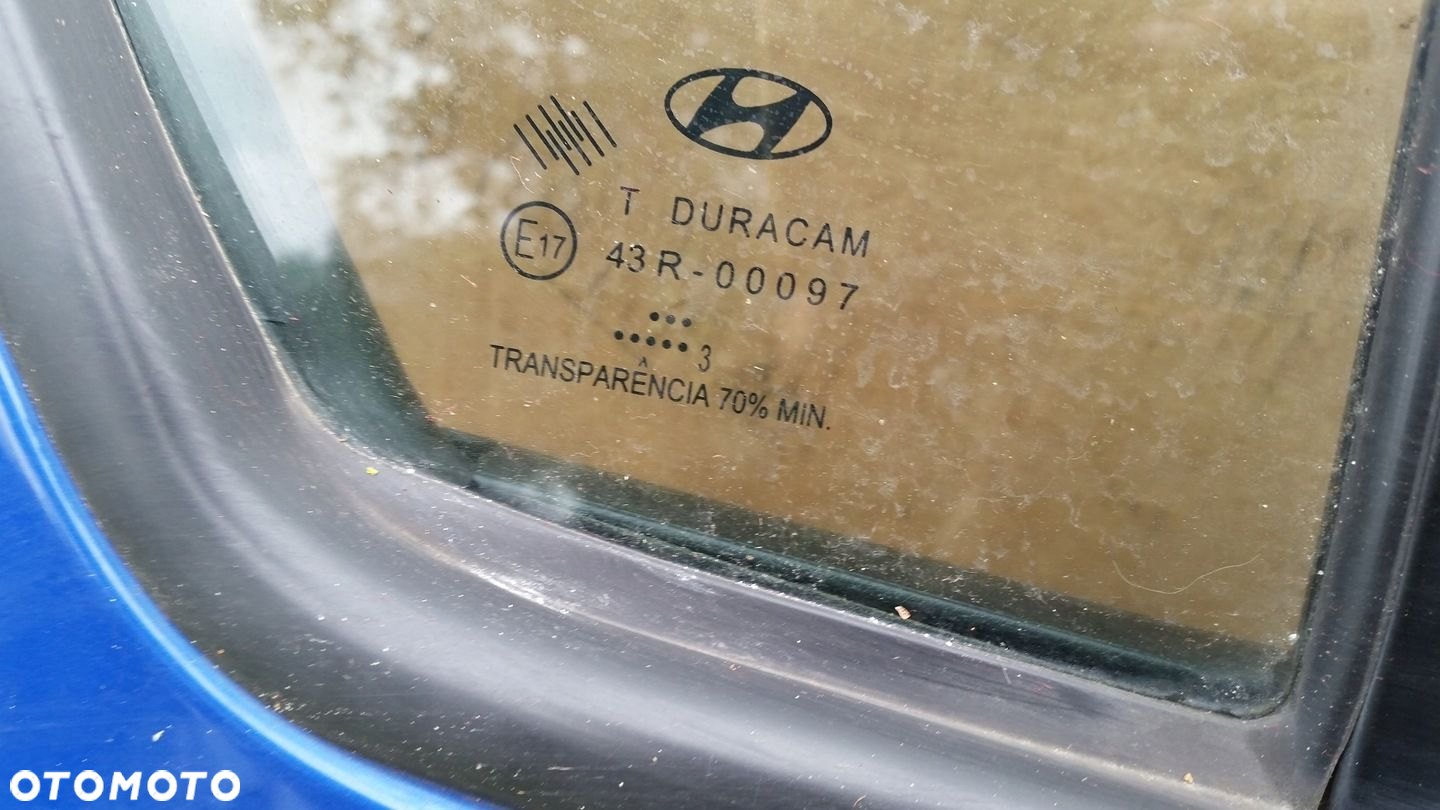 T DURACAM
E17 43R-00097
3
TRANSPARÊNCIA 70% MIN.
OTOMOTO